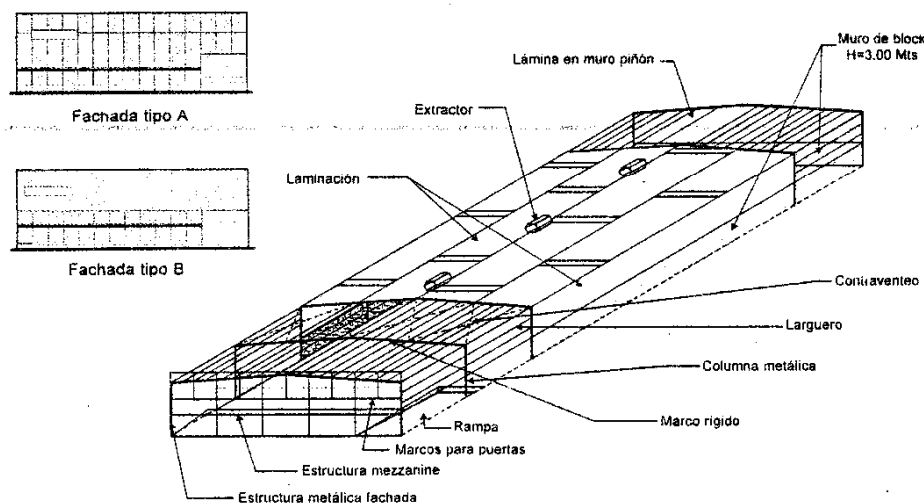 Fachada tipo A
Fachada tipo B
Lámina en muro piñón
Muro de block
H=3.00 Mts
Extractor
Laminación
Contraventeo
Larguero
Columna metálica
Marco rígido
Rampa
Marcos para puertas
Estructura mezzanine
Estructura metálica fachada